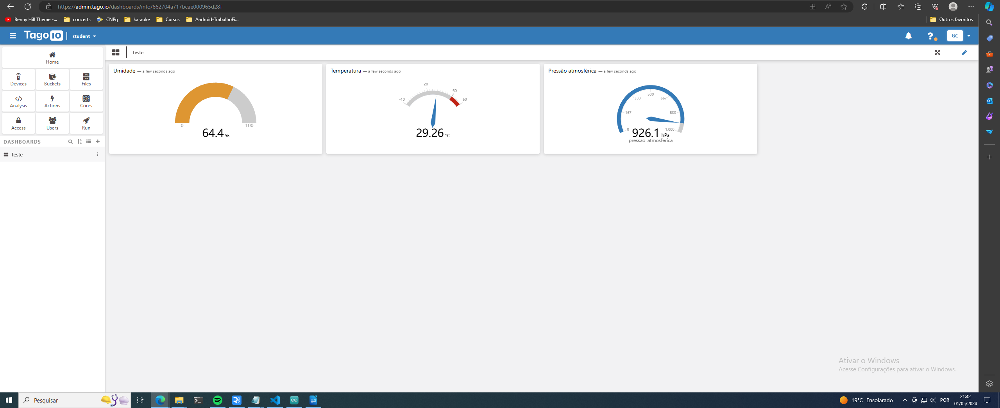 https://admin.tago.io/dashboards/info/662704a717bcae000965d28f
Benny Hill Theme -... concerts CNPq karaoke Cursos Android-TrabalhoFi... Outros favoritos
Tago IO student GC
Home
teste
Devices Buckets Files
Analysis Actions Cores
Access Users Run
DASHBOARDS
teste
Umidade — a few seconds ago
0 100
64.4 %
Temperatura — a few seconds ago
-10 20 50 60
29.26 °C
Pressão atmosférica — a few seconds ago
0 167 333 500 667 833 1,000
926.1 hPa
pressao_atmosferica
Ativar o Windows
Acesse Configurações para ativar o Windows.
Pesquisar
19°C Ensolarado
POR
21:42
01/05/2024